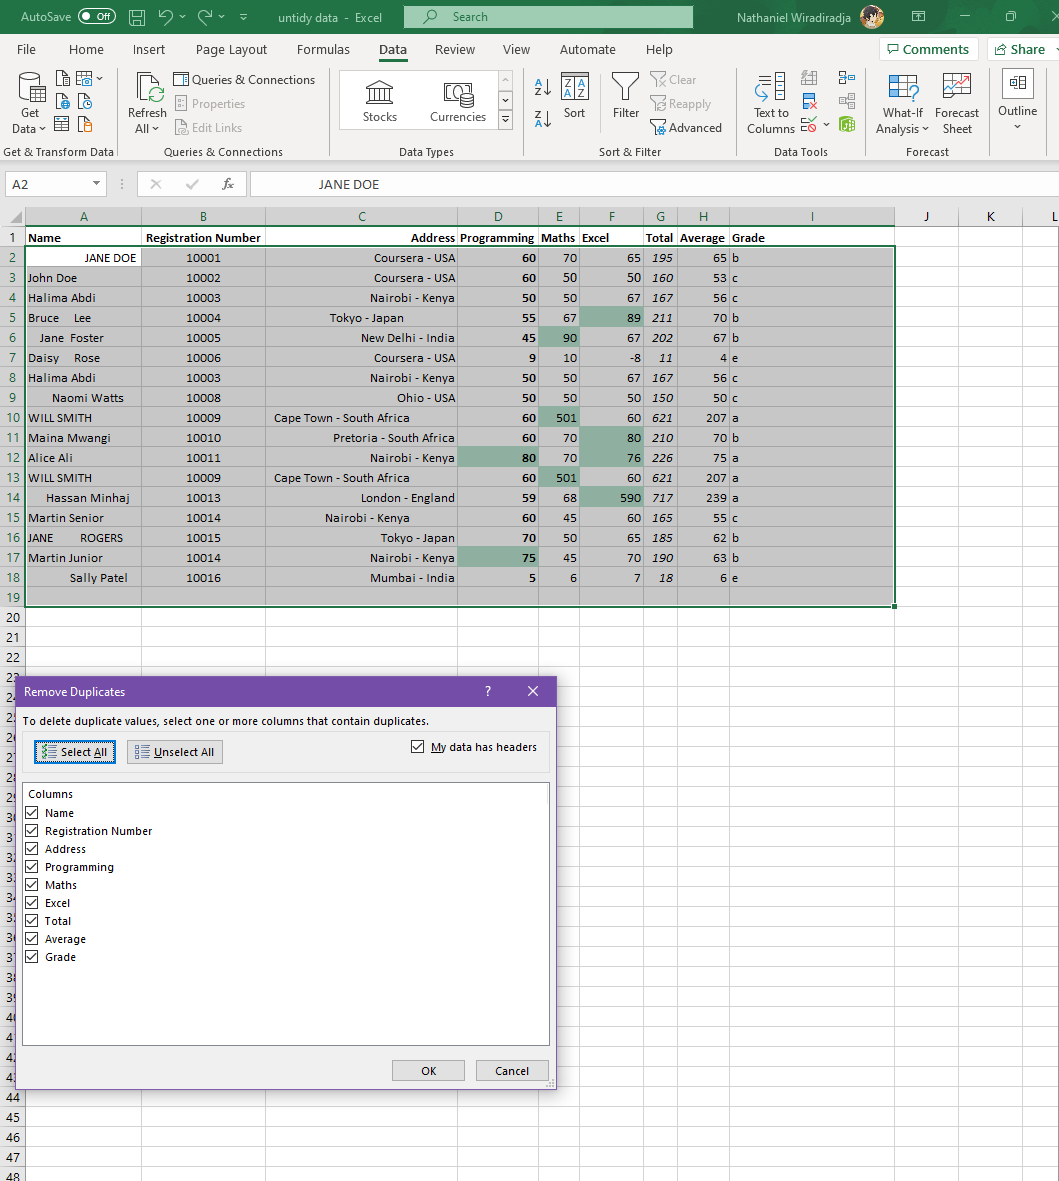 AutoSave Off untidy data - Excel Search Nathaniel Wiradiradja
File Home Insert Page Layout Formulas Data Review View Automate Help Comments Share
Get Data Refresh All Queries & Connections Properties Edit Links Stocks Currencies Sort Filter Clear Reapply Advanced Text to Columns What-If Analysis Forecast Sheet Outline
Get & Transform Data Queries & Connections Data Types Sort & Filter Data Tools Forecast
A2 fx JANE DOE
A B C D E F G H I J K L
1 Name Registration Number Address Programming Maths Excel Total Average Grade
2 JANE DOE 10001 Coursera - USA 60 70 65 195 65 b
3 John Doe 10002 Coursera - USA 60 50 50 160 53 c
4 Halima Abdi 10003 Nairobi - Kenya 50 50 67 167 56 c
5 Bruce Lee 10004 Tokyo - Japan 55 67 89 211 70 b
6 Jane Foster 10005 New Delhi - India 45 90 67 202 67 b
7 Daisy Rose 10006 Coursera - USA 9 10 -8 11 4 e
8 Halima Abdi 10003 Nairobi - Kenya 50 50 67 167 56 c
9 Naomi Watts 10008 Ohio - USA 50 50 50 150 50 c
10 WILL SMITH 10009 Cape Town - South Africa 60 501 60 621 207 a
11 Maina Mwangi 10010 Pretoria - South Africa 60 70 80 210 70 b
12 Alice Ali 10011 Nairobi - Kenya 80 70 76 226 75 a
13 WILL SMITH 10009 Cape Town - South Africa 60 501 60 621 207 a
14 Hassan Minhaj 10013 London - England 59 68 590 717 239 a
15 Martin Senior 10014 Nairobi - Kenya 60 45 60 165 55 c
16 JANE ROGERS 10015 Tokyo - Japan 70 50 65 185 62 b
17 Martin Junior 10014 Nairobi - Kenya 75 45 70 190 63 b
18 Sally Patel 10016 Mumbai - India 5 6 7 18 6 e
19
20
21
22
Remove Duplicates ?
To delete duplicate values, select one or more columns that contain duplicates.
Select All Unselect All My data has headers
Columns
Name
Registration Number
Address
Programming
Maths
Excel
Total
Average
Grade
OK Cancel
44
45
46
47
48